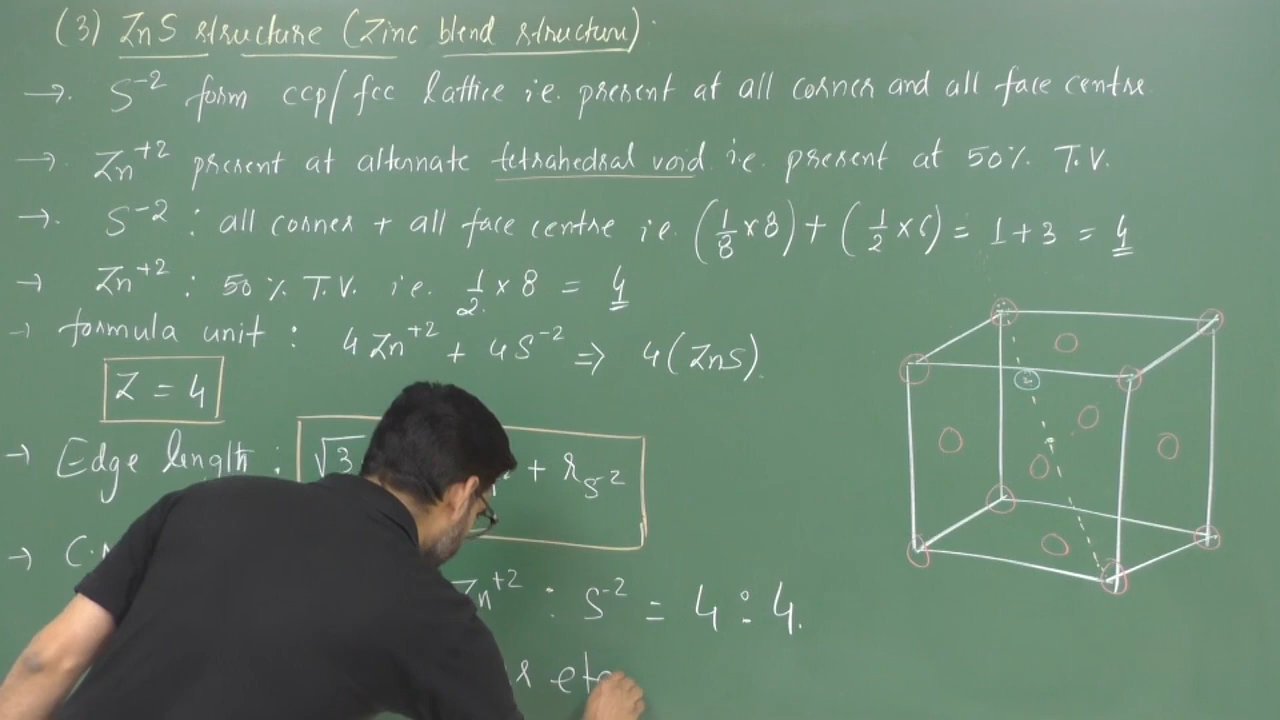 (3) ZnS structure (Zinc blend structure)
→. S⁻² form ccp/fcc lattice i.e. present at all corner and all face centre
→. Zn⁺² present at alternate tetrahedral void i.e. present at 50% T.V.
→. S⁻² : all corner + all face centre i.e. (1/8 × 8) + (1/2 × 6) = 1 + 3 = 4
→ Zn⁺² : 50% T.V. i.e. 1/2 × 8 = 4
→ formula unit : 4 Zn⁺² + 4 S⁻² ⇒ 4(ZnS).
Z = 4
→ Edge length : √3 + r S⁻²
→ C.N Zn⁺² : S⁻² = 4 : 4.
etc